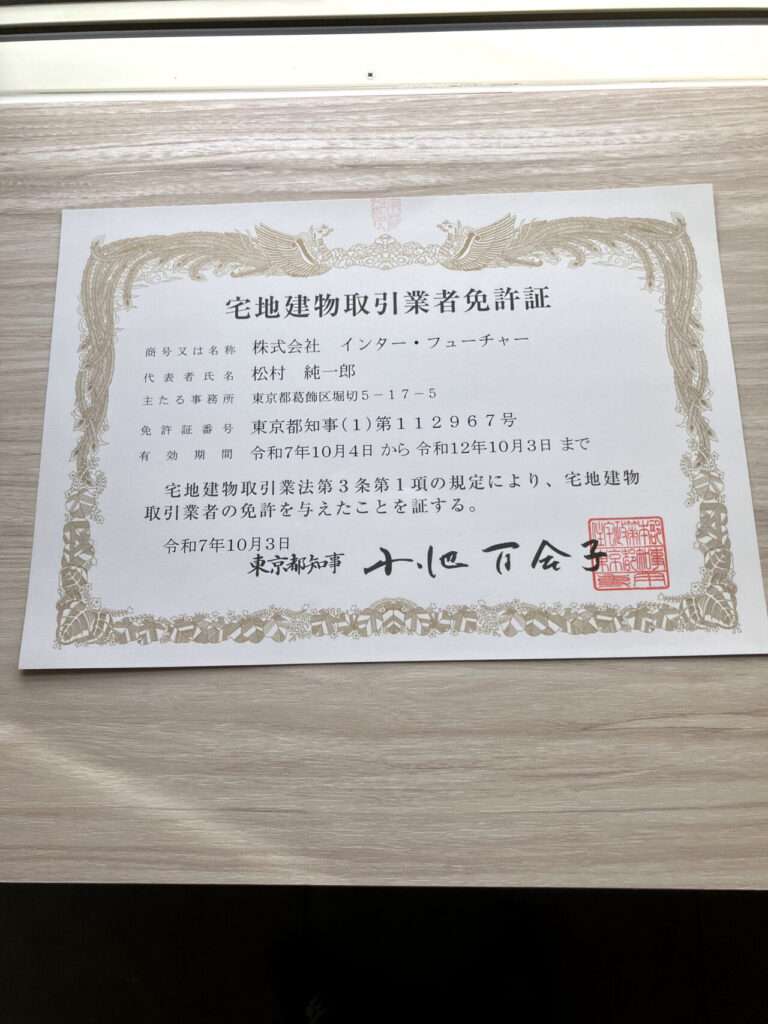 宅地建物取引業者免許証
商号又は名称 株式会社 インター・フューチャー
代表者氏名 松村 純一郎
主たる事務所 東京都葛飾区堀切5−17−5
免許証番号 東京都知事(1)第112967号
有効期間 令和7年10月4日 から 令和12年10月3日 まで
宅地建物取引業法第3条第1項の規定により、宅地建物
取引業者の免許を与えたことを証する。
令和7年10月3日
東京都知事 小池百合子